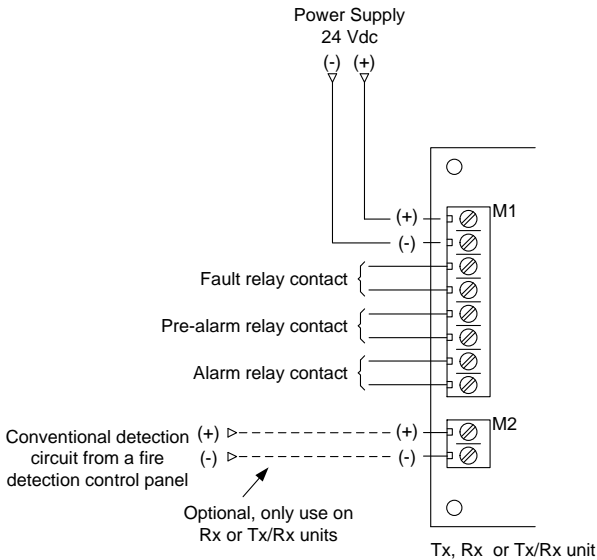 Power Supply
24 Vdc
(-) (+)
M1
(+)
(-)
Fault relay contact
Pre-alarm relay contact
Alarm relay contact
M2
Conventional detection
circuit from a fire
detection control panel
(+) (+)
(-) (-)
Optional, only use on
Rx or Tx/Rx units
Tx, Rx or Tx/Rx unit